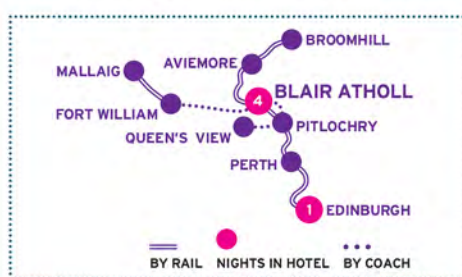 BROOMHILL
AVIEMORE
MALLAIG
BLAIR ATHOLL
4
FORT WILLIAM
PITLOCHRY
QUEEN'S VIEW
PERTH
1
EDINBURGH
BY RAIL
NIGHTS IN HOTEL
BY COACH